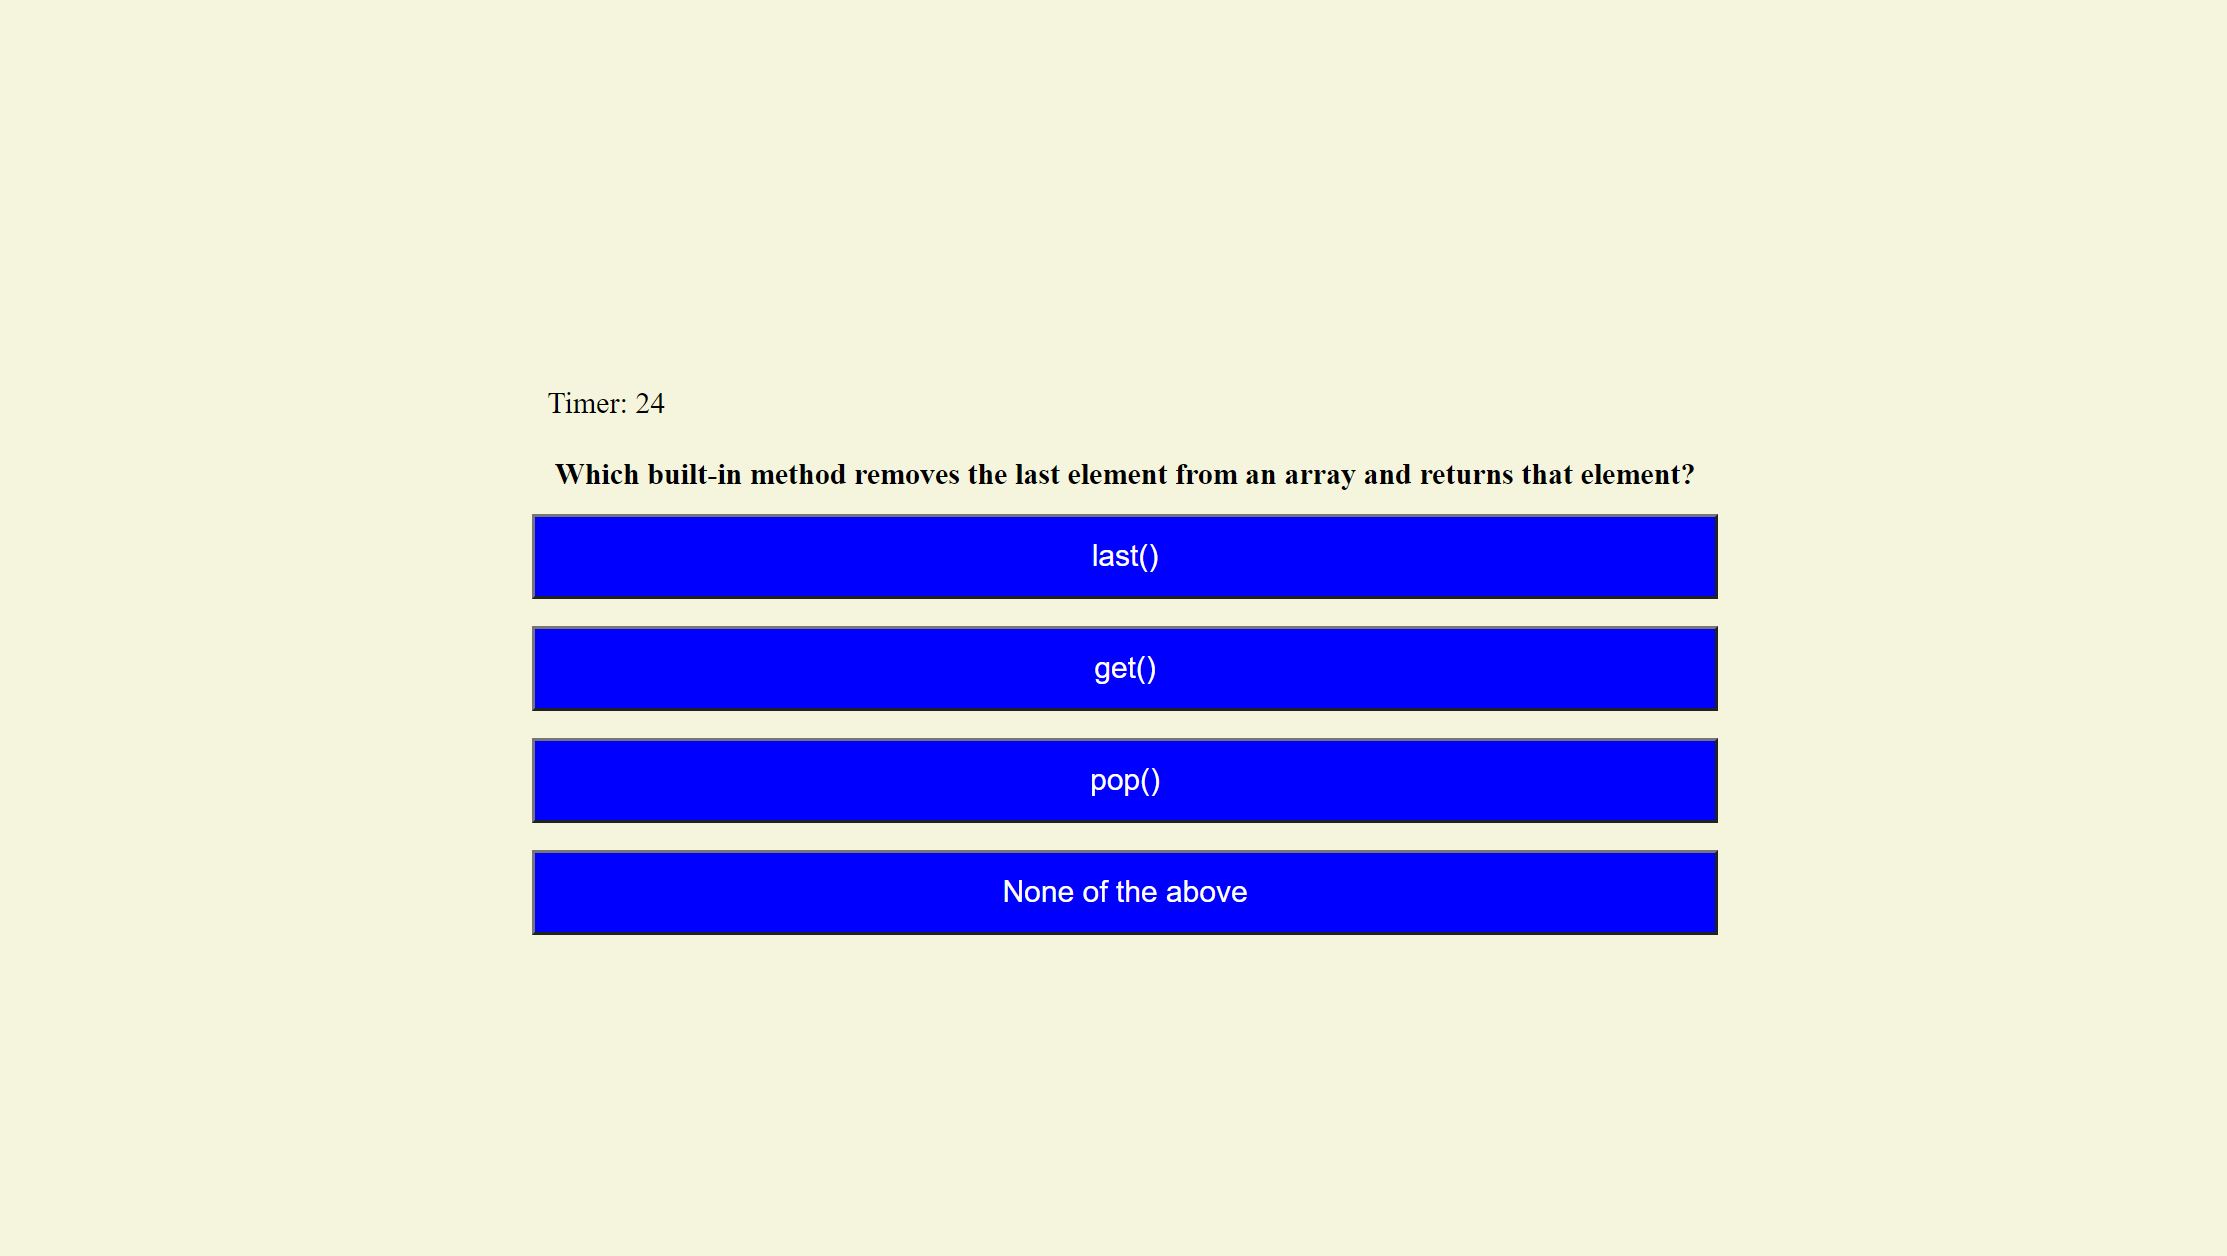 Timer: 24
Which built-in method removes the last element from an array and returns that element?
last()
get()
pop()
None of the above